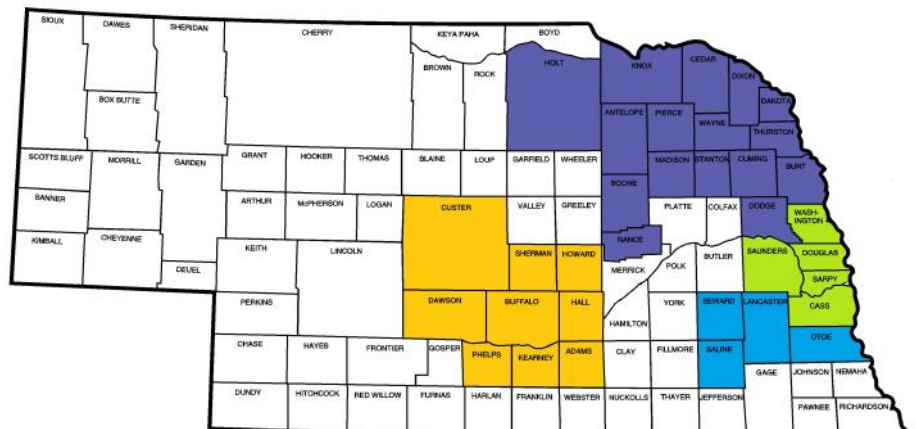 SIOUX
DAWES
SHERIDAN
CHERRY
KEYA PAHA
BOYD
BROWN
ROCK
HOLT
KNOX
CEDAR
DIXON
DAKOTA
BOX BUTTE
ANTELOPE
PIERCE
WAYNE
THURSTON
SCOTTS BLUFF
MORRILL
GARDEN
GRANT
HOOKER
THOMAS
BLAINE
LOUP
GARFIELD
WHEELER
MADISON
STANTON
CUMING
BURT
BOONE
BANNER
ARTHUR
McPHERSON
LOGAN
CUSTER
VALLEY
GREELEY
PLATTE
COLFAX
DODGE
WASH-
INGTON
KIMBALL
CHEYENNE
KEITH
LINCOLN
NANCE
DEUEL
SHERMAN
HOWARD
MERRICK
POLK
BUTLER
SAUNDERS
DOUGLAS
SARPY
PERKINS
DAWSON
BUFFALO
HALL
YORK
SEWARD
LANCASTER
CASS
HAMILTON
OTOE
CHASE
HAYES
FRONTIER
GOSPER
PHELPS
KEARNEY
ADAMS
CLAY
FILLMORE
SALINE
GAGE
JOHNSON
NEMAHA
DUNDY
HITCHCOCK
RED WILLOW
FURNAS
HARLAN
FRANKLIN
WEBSTER
NUCKOLLS
THAYER
JEFFERSON
PAWNEE
RICHARDSON